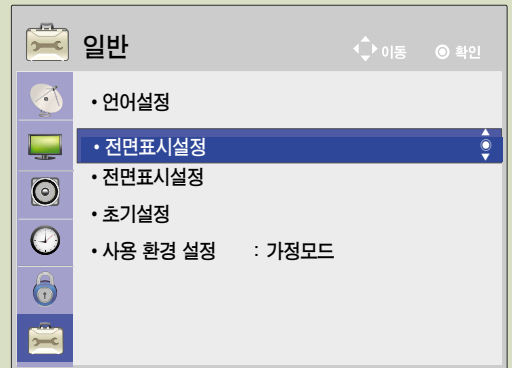 일반
이동 확인
• 언어설정
• 전면표시설정
• 전면표시설정
• 초기설정
• 사용 환경 설정 : 가정모드